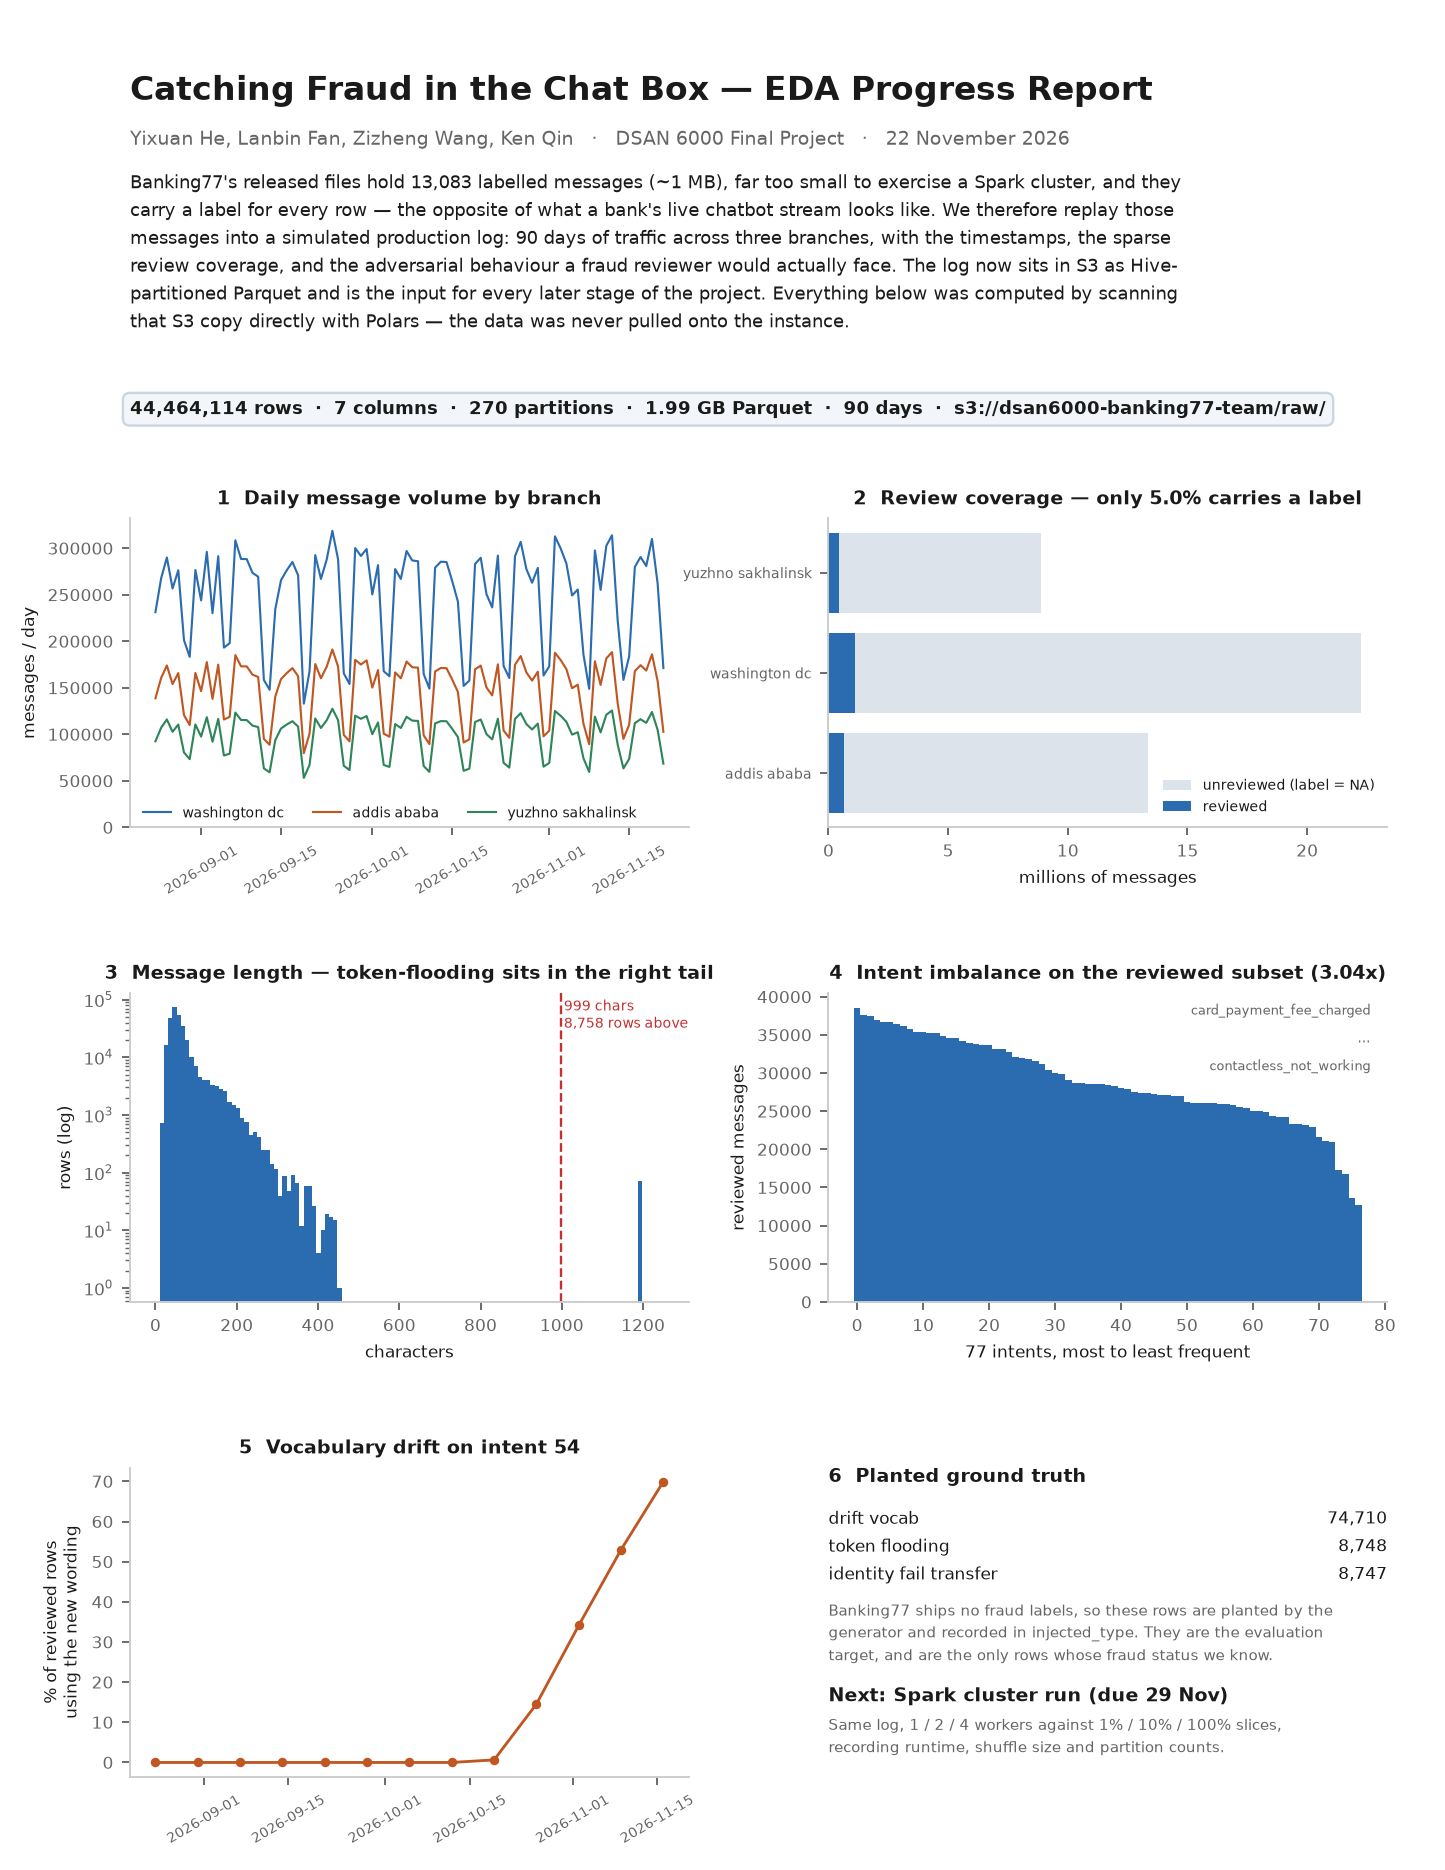 Catching Fraud in the Chat Box — EDA Progress Report
Yixuan He, Lanbin Fan, Zizheng Wang, Ken Qin · DSAN 6000 Final Project · 22 November 2026
Banking77's released files hold 13,083 labelled messages (~1 MB), far too small to exercise a Spark cluster, and they
carry a label for every row — the opposite of what a bank's live chatbot stream looks like. We therefore replay those
messages into a simulated production log: 90 days of traffic across three branches, with the timestamps, the sparse
review coverage, and the adversarial behaviour a fraud reviewer would actually face. The log now sits in S3 as Hive-
partitioned Parquet and is the input for every later stage of the project. Everything below was computed by scanning
that S3 copy directly with Polars — the data was never pulled onto the instance.
44,464,114 rows · 7 columns · 270 partitions · 1.99 GB Parquet · 90 days · s3://dsan6000-banking77-team/raw/
1 Daily message volume by branch
messages / day
300000
250000
200000
150000
100000
50000
0
washington dc addis ababa yuzhno sakhalinsk
2026-09-01 2026-09-15 2026-10-01 2026-10-15 2026-11-01 2026-11-15
2 Review coverage — only 5.0% carries a label
yuzhno sakhalinsk
washington dc
addis ababa
unreviewed (label = NA)
reviewed
0 5 10 15 20
millions of messages
3 Message length — token-flooding sits in the right tail
rows (log)
10^5
10^4
10^3
10^2
10^1
10^0
999 chars
8,758 rows above
0 200 400 600 800 1000 1200
characters
4 Intent imbalance on the reviewed subset (3.04x)
reviewed messages
40000
35000
30000
25000
20000
15000
10000
5000
0
card_payment_fee_charged
...
contactless_not_working
0 10 20 30 40 50 60 70 80
77 intents, most to least frequent
5 Vocabulary drift on intent 54
% of reviewed rows
using the new wording
70
60
50
40
30
20
10
0
2026-09-01 2026-09-15 2026-10-01 2026-10-15 2026-11-01 2026-11-15
6 Planted ground truth
drift vocab 74,710
token flooding 8,748
identity fail transfer 8,747
Banking77 ships no fraud labels, so these rows are planted by the
generator and recorded in injected_type. They are the evaluation
target, and are the only rows whose fraud status we know.
Next: Spark cluster run (due 29 Nov)
Same log, 1 / 2 / 4 workers against 1% / 10% / 100% slices,
recording runtime, shuffle size and partition counts.